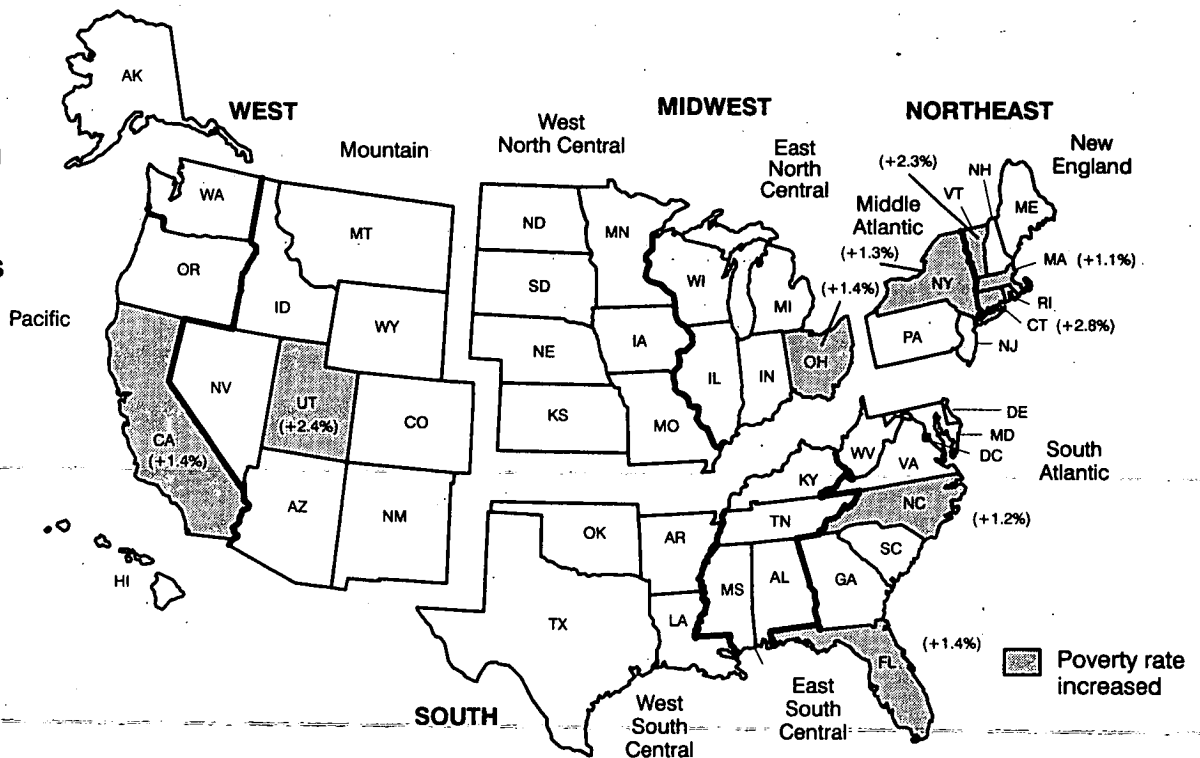 AK
WEST
MIDWEST
NORTHEAST
Mountain
West
North Central
East
North
Central
New
England
(+2.3%)
NH
VT
ME
Middle
Atlantic
(+1.3%)
MA (+1.1%)
RI
CT (+2.8%)
NJ
NY
PA
WA
MT
ND
MN
OR
ID
SD
WI
MI
(+1.4%)
OH
WY
Pacific
NE
IA
IL
IN
NV
UT
(+2.4%)
CO
KS
MO
CA
(+1.4%)
DE
MD
DC
WV
VA
South
Atlantic
KY
NC
(+1.2%)
AZ
NM
OK
AR
TN
SC
HI
MS
AL
GA
TX
LA
FL
(+1.4%)
Poverty rate
increased
SOUTH
West
South
Central
East
South
Central